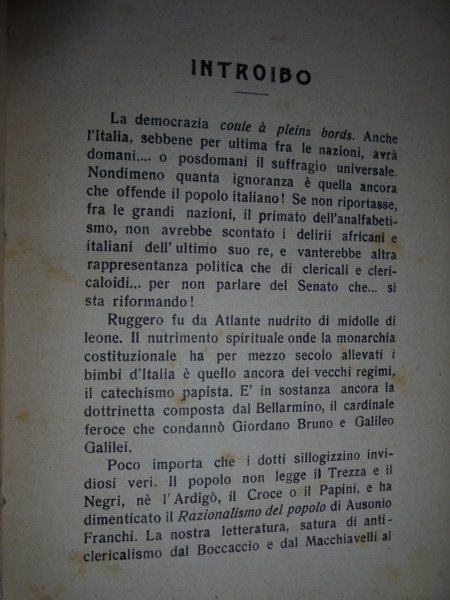 INTROIBO
La democrazia coule à pleins bords. Anche
l'Italia, sebbene per ultima fra le nazioni, avrà
domani.... o posdomani il suffragio universale.
Nondimeno quanta ignoranza è quella ancora
che offende il popolo italiano! Se non riportasse,
fra le grandi nazioni, il primato dell'analfabeti-
smo, non avrebbe scontato i delirii africani e
italiani dell'ultimo suo re, e vanterebbe altra
rappresentanza politica che di clericali e cleri-
caloidi... per non parlare del Senato che... si
sta riformando!
Ruggero fu da Atlante nudrito di midolle di
leone. Il nutrimento spirituale onde la monarchia
costituzionale ha per mezzo secolo allevati i
bimbi d'Italia è quello ancora dei vecchi regimi,
il catechismo papista. E' in sostanza ancora la
dottrinetta composta dal Bellarmino, il cardinale
feroce che condannò Giordano Bruno e Galileo
Galilei.
Poco importa che i dotti sillogizzino invi-
diosi veri. Il popolo non legge il Trezza e il
Negri, nè l'Ardigò, il Croce o il Papini, e ha
dimenticato il Razionalismo del popolo di Ausonio
Franchi. La nostra letteratura, satura di anti-
clericalismo dal Boccaccio e dal Macchiavelli al